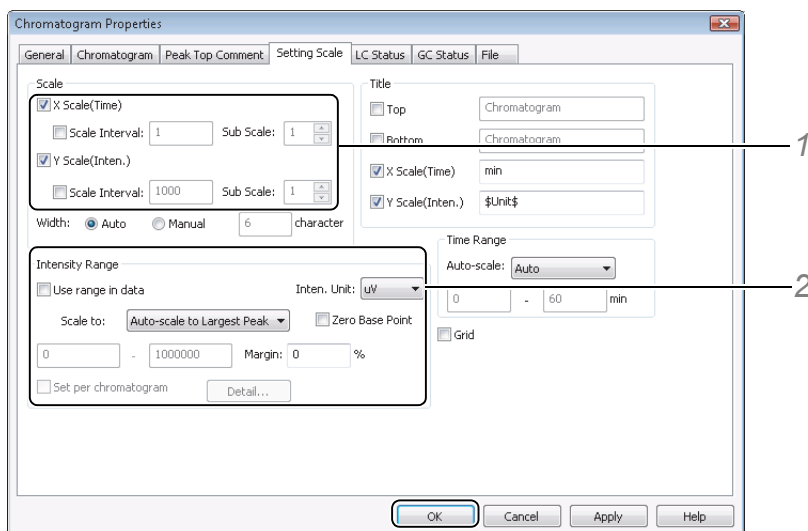 Chromatogram Properties
General Chromatogram Peak Top Comment Setting Scale LC Status GC Status File
Scale
X Scale(Time)
Scale Interval: 1 Sub Scale: 1
Y Scale(Inten.)
Scale Interval: 1000 Sub Scale: 1
Width: Auto Manual 6 character
Title
Top Chromatogram
Bottom Chromatogram
X Scale(Time) min
Y Scale(Inten.) $Unit$
1
Intensity Range
Use range in data Inten. Unit: uV
Scale to: Auto-scale to Largest Peak Zero Base Point
0 - 1000000 Margin: 0 %
Set per chromatogram Detail...
Time Range
Auto-scale: Auto
0 - 60 min
2
Grid
OK Cancel Apply Help